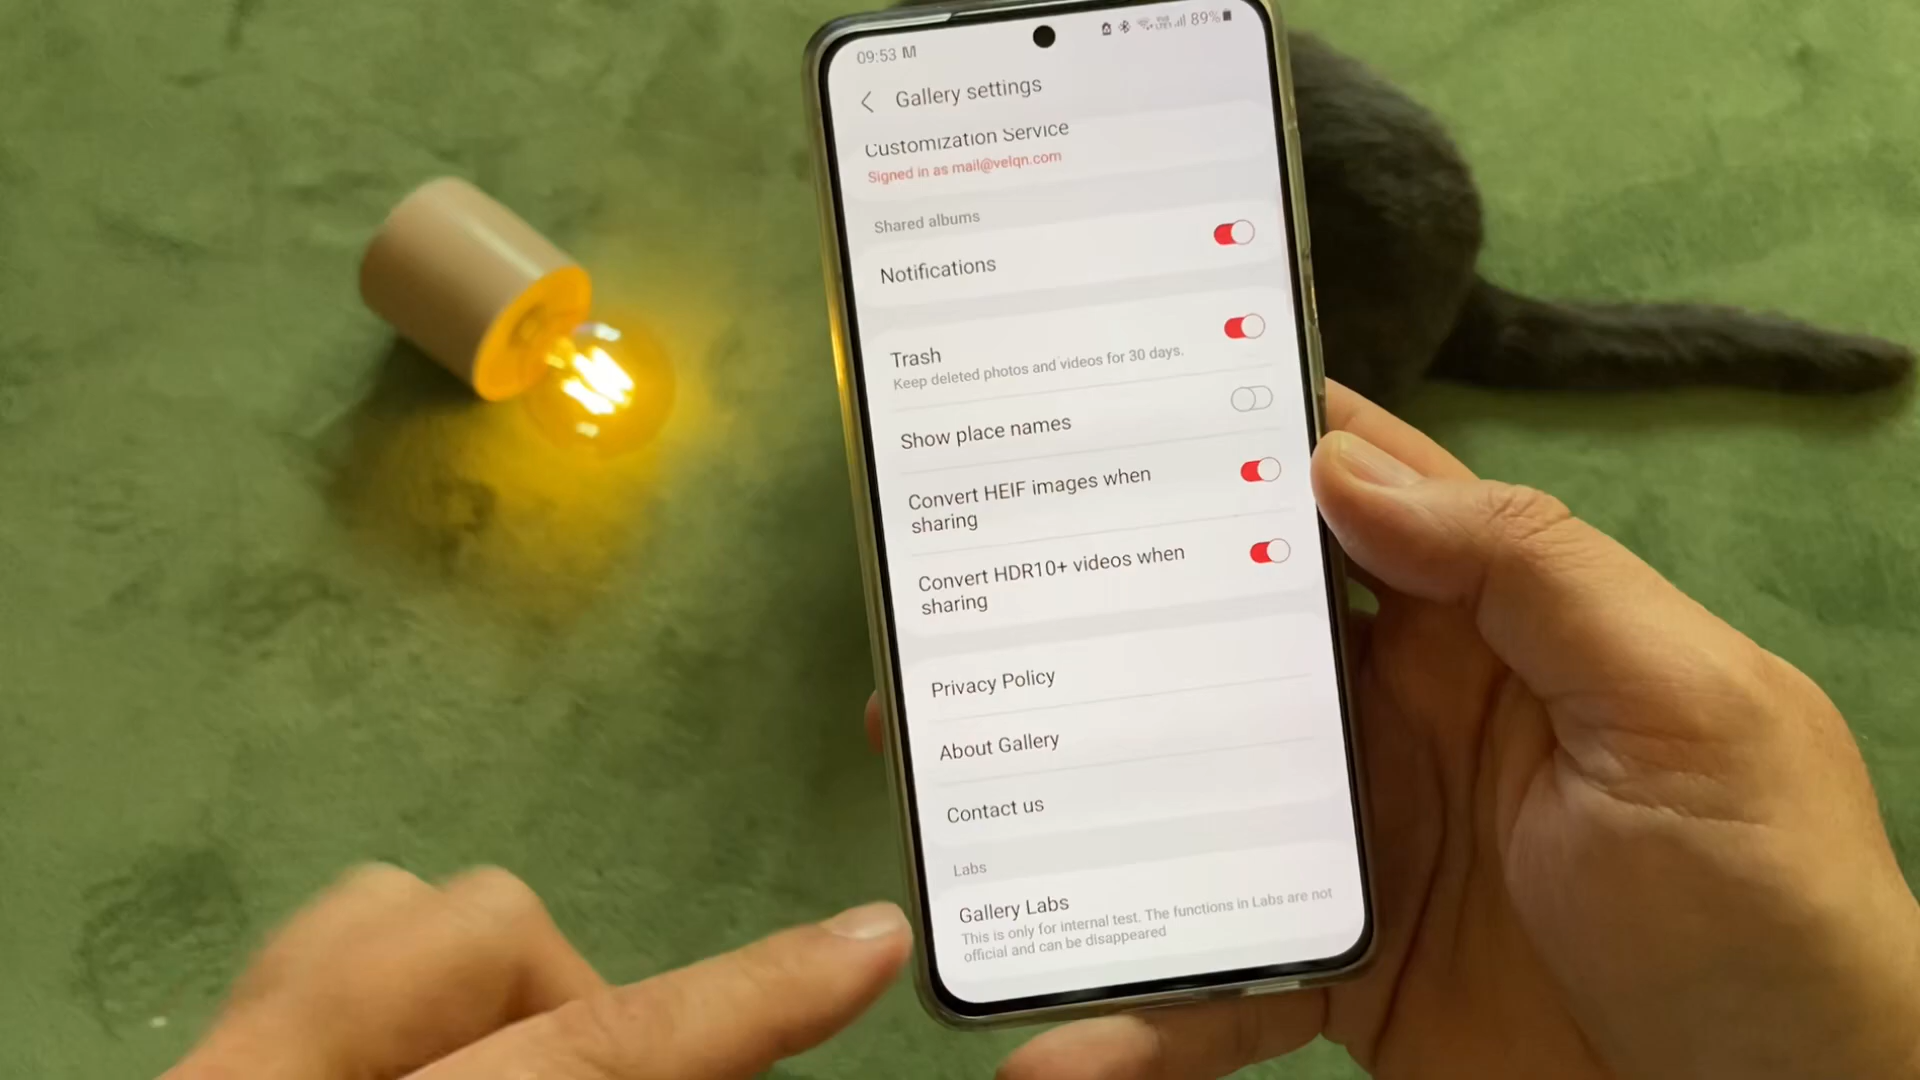 09:53 M
89%
Gallery settings
Customization Service
Signed in as mail@velqn.com
Shared albums
Notifications
Trash
Keep deleted photos and videos for 30 days.
Show place names
Convert HEIF images when
sharing
Convert HDR10+ videos when
sharing
Privacy Policy
About Gallery
Contact us
Labs
Gallery Labs
This is only for internal test. The functions in Labs are not
official and can be disappeared